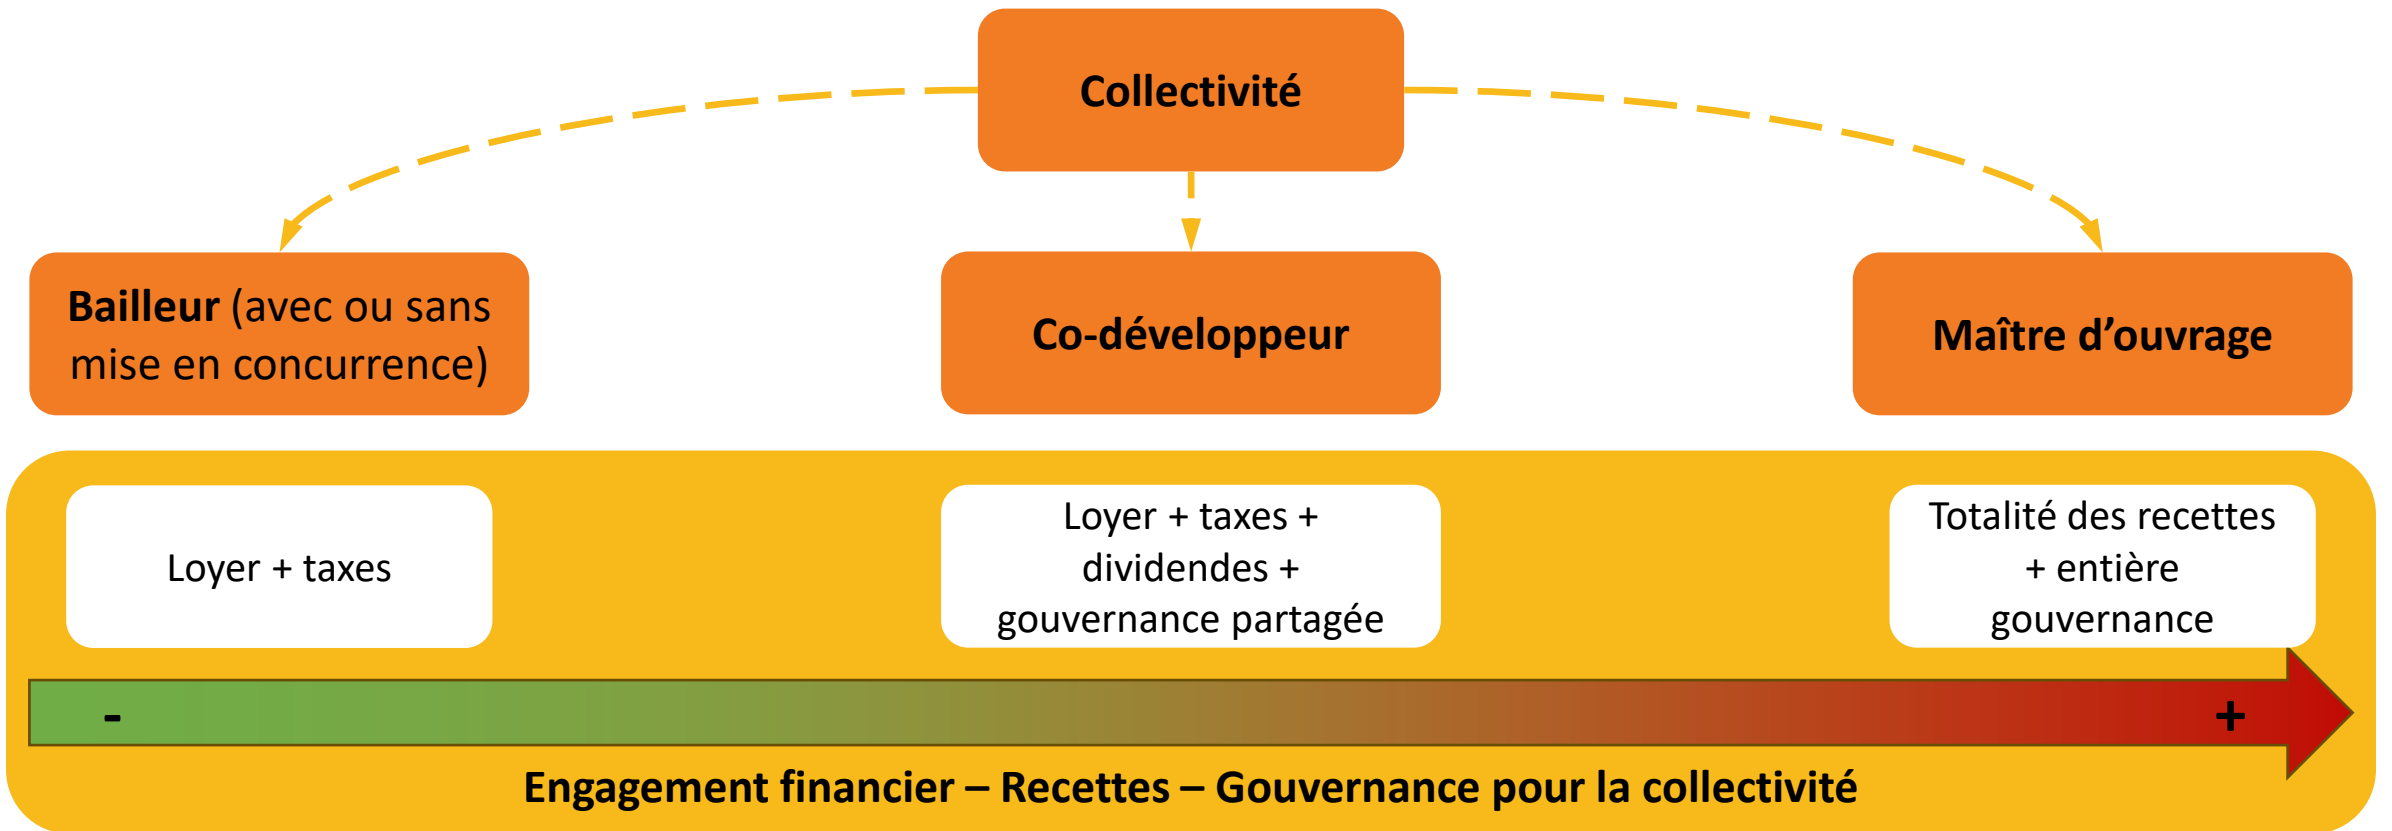 Collectivité
Bailleur (avec ou sans
mise en concurrence)
Co-développeur
Maître d’ouvrage
Loyer + taxes
Loyer + taxes +
dividendes +
gouvernance partagée
Totalité des recettes
+ entière
gouvernance
-
+
Engagement financier – Recettes – Gouvernance pour la collectivité